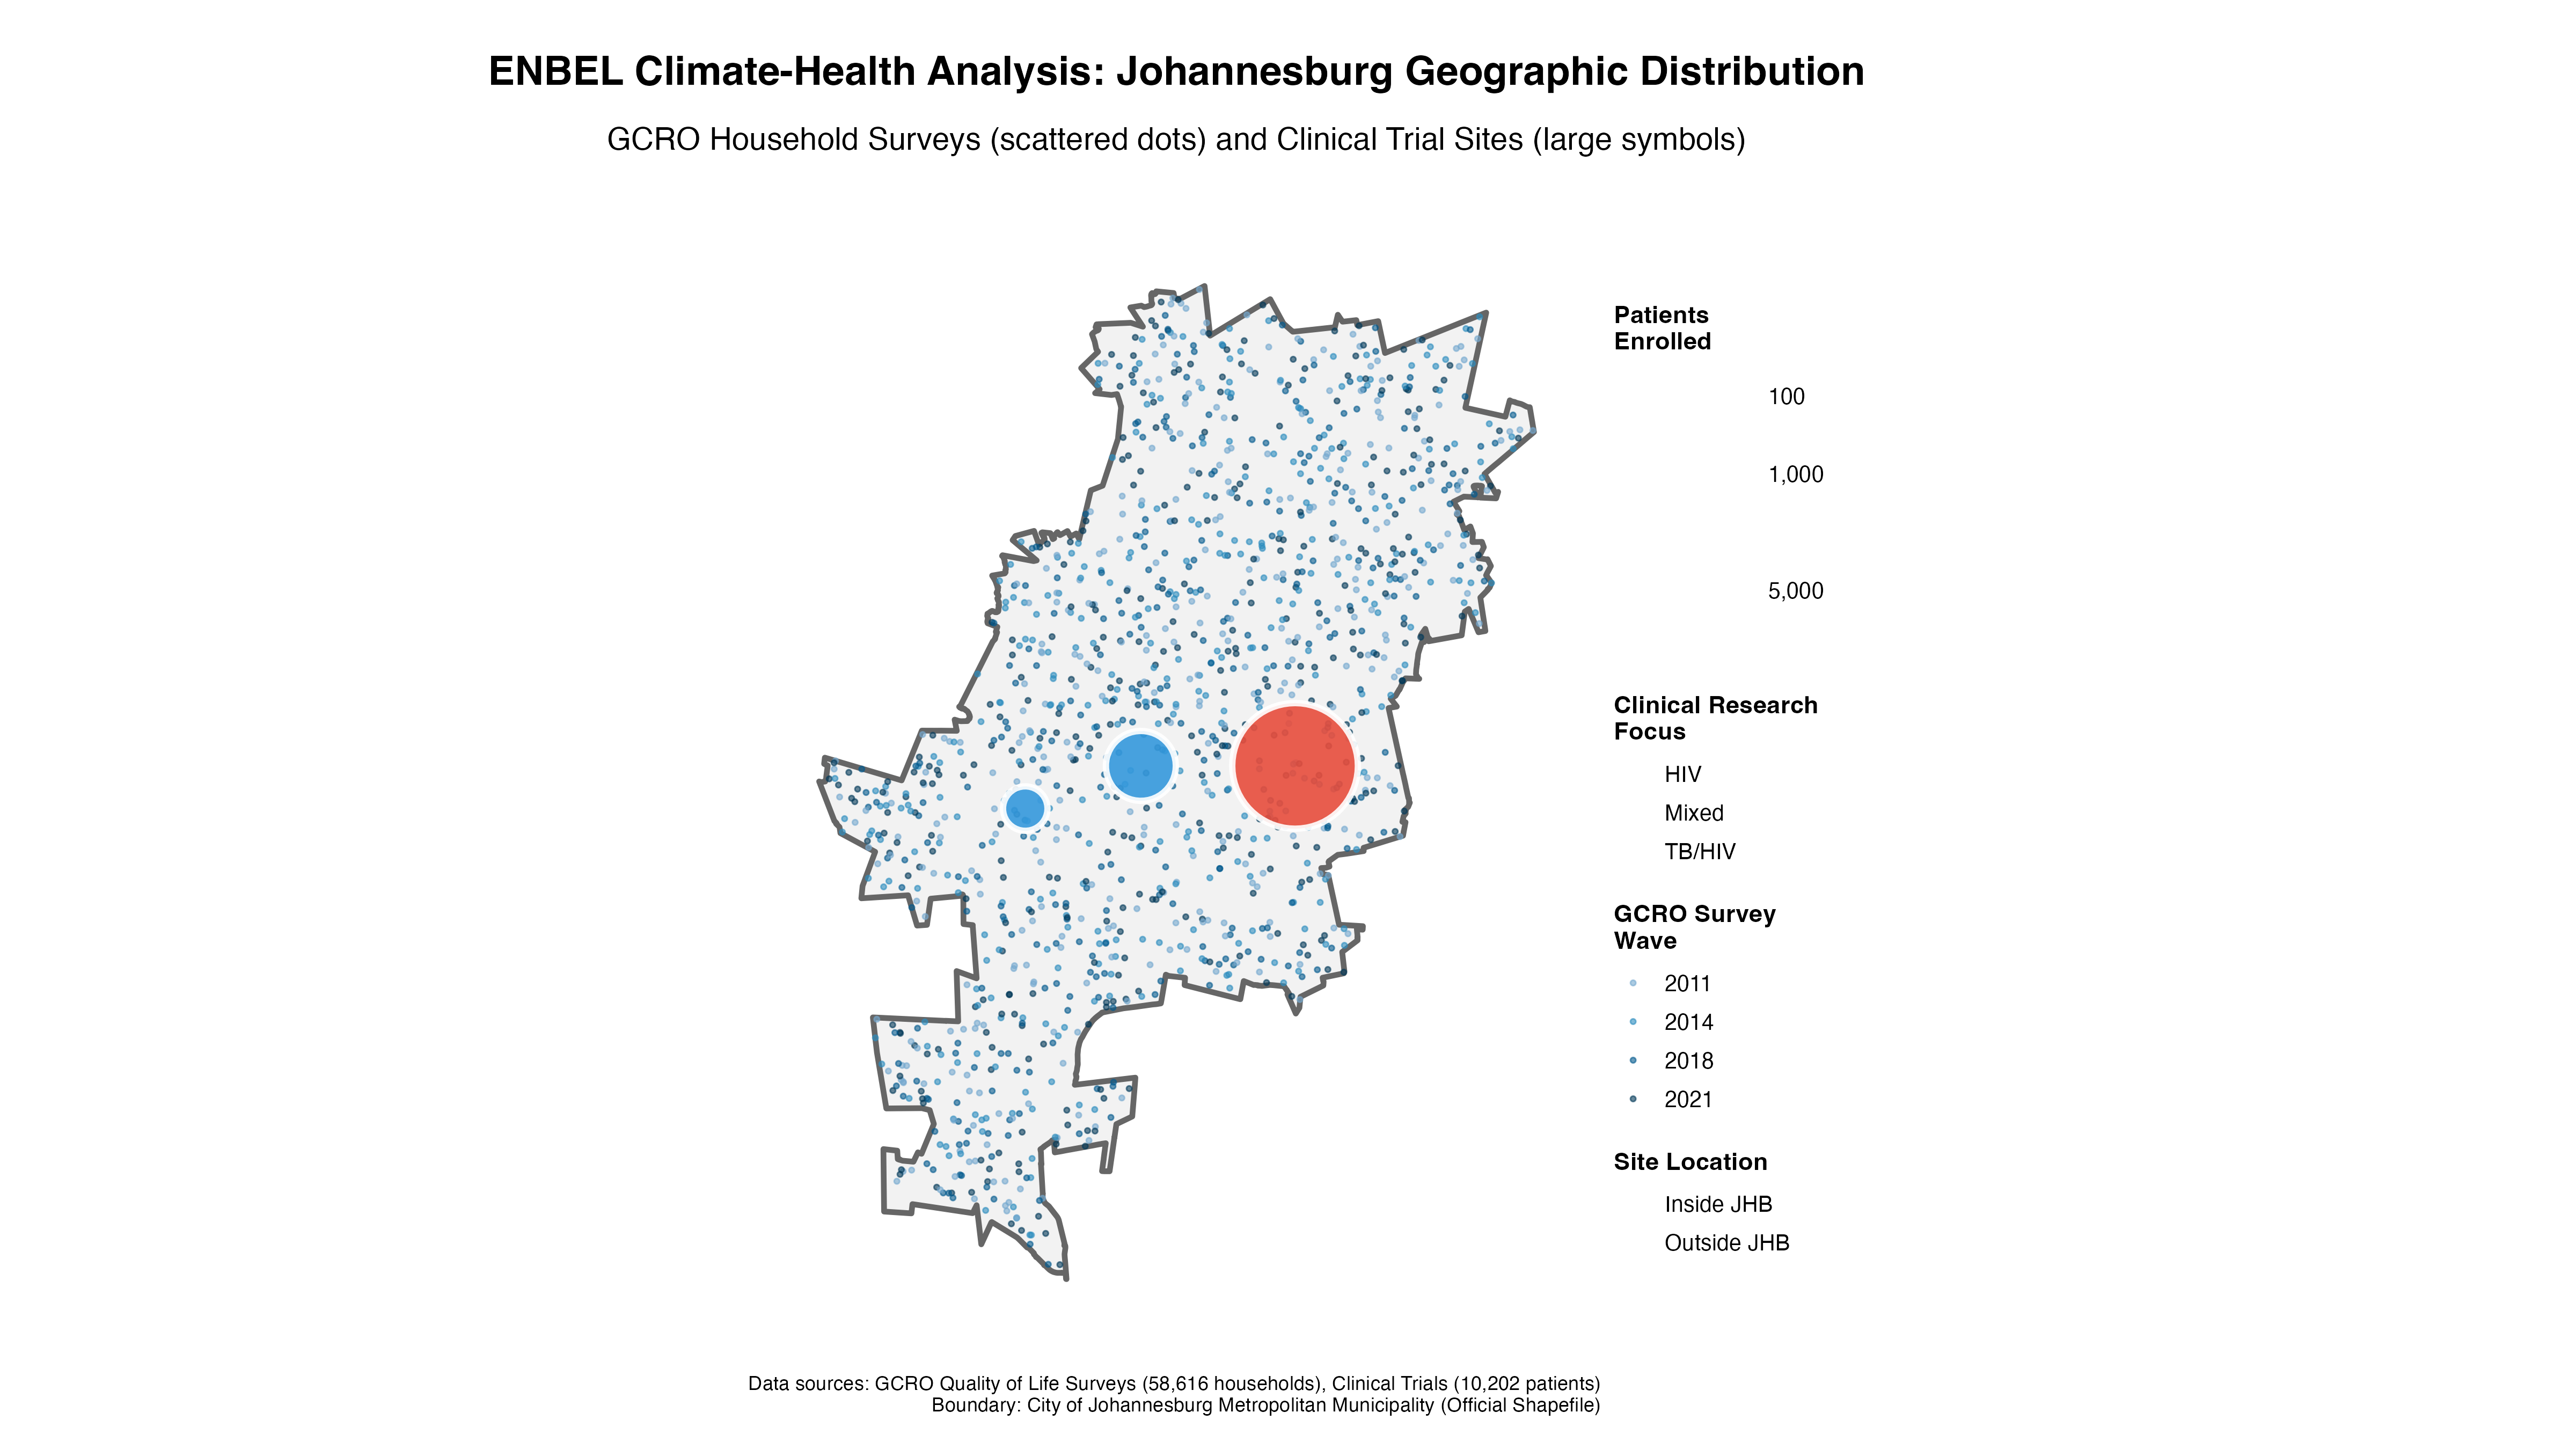 ENBEL Climate-Health Analysis: Johannesburg Geographic Distribution
GCRO Household Surveys (scattered dots) and Clinical Trial Sites (large symbols)
Patients
Enrolled
100
1,000
5,000
Clinical Research
Focus
HIV
Mixed
TB/HIV
GCRO Survey
Wave
2011
2014
2018
2021
Site Location
Inside JHB
Outside JHB
Data sources: GCRO Quality of Life Surveys (58,616 households), Clinical Trials (10,202 patients)
Boundary: City of Johannesburg Metropolitan Municipality (Official Shapefile)